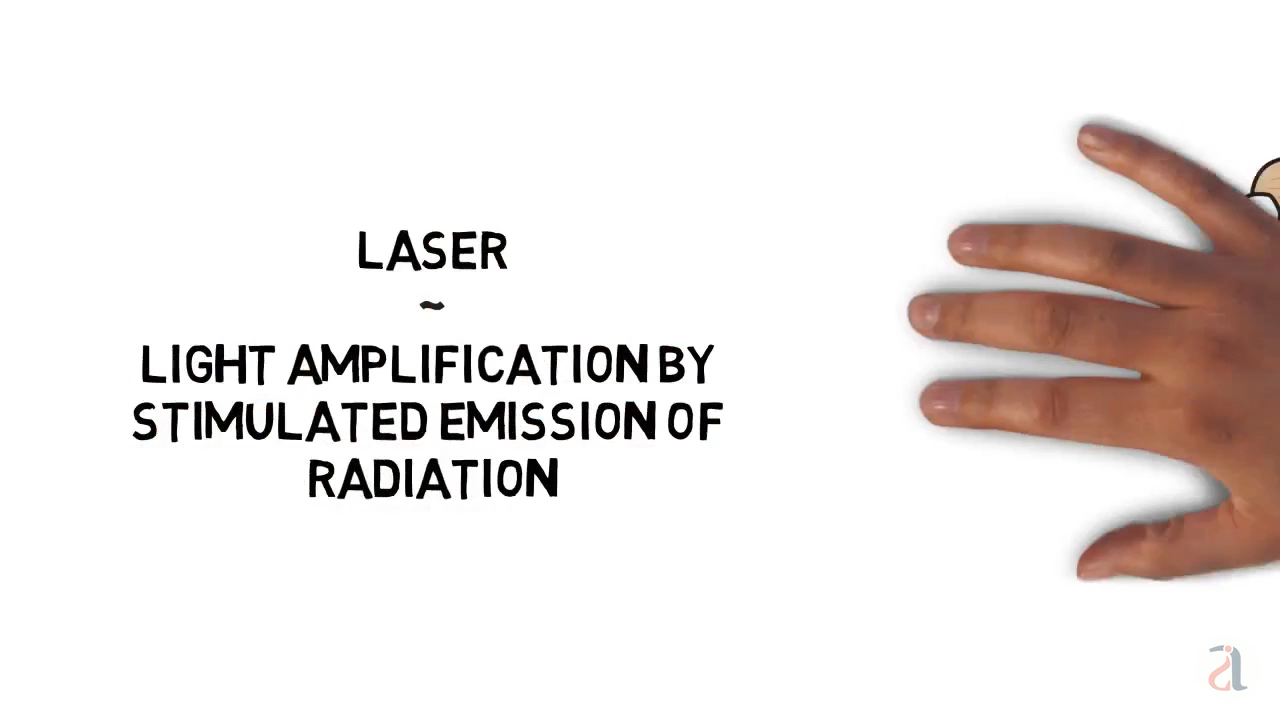 LASER
~
LIGHT AMPLIFICATION BY
STIMULATED EMISSION OF
RADIATION